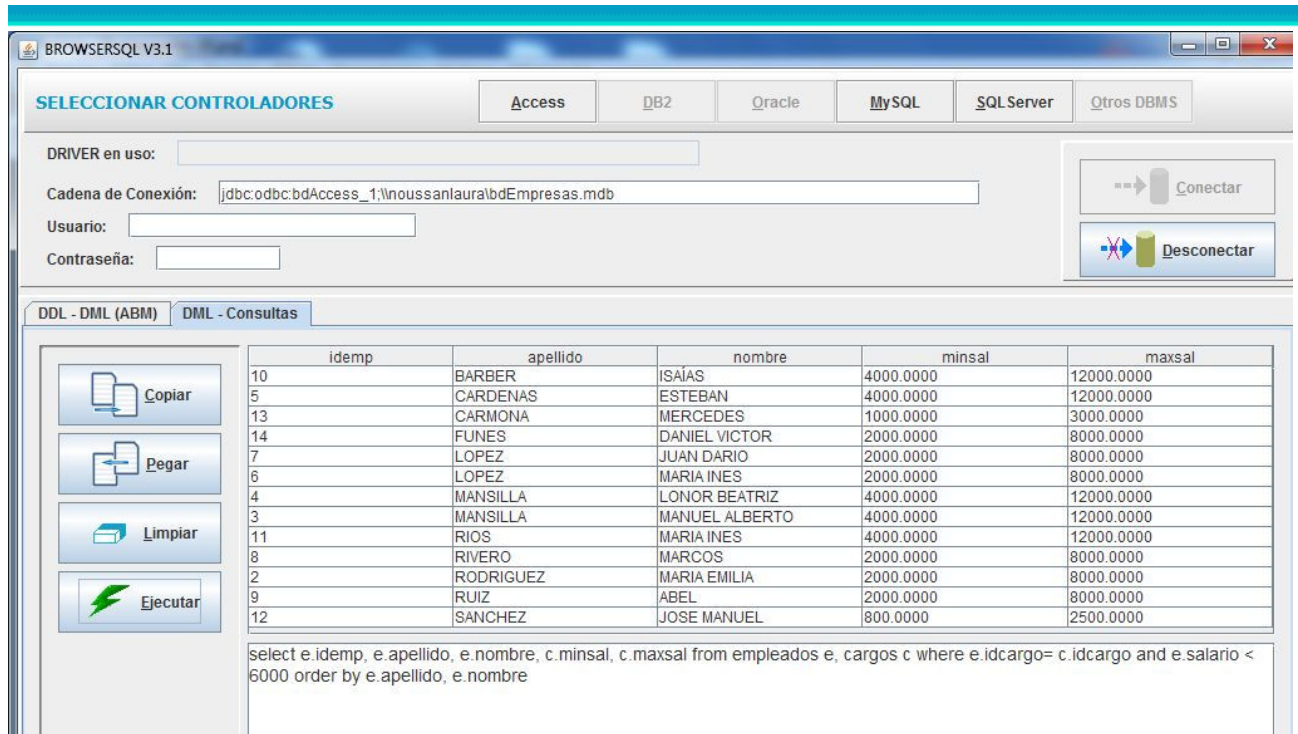 BROWSERSQL V3.1
SELECCIONAR CONTROLADORES Access DB2 Oracle MySQL SQLServer Otros DBMS
DRIVER en uso:
Cadena de Conexión: jdbc:odbc:bdAccess_1;\\noussanlaura\bdEmpresas.mdb
Conectar
Usuario:
Contraseña:
Desconectar
DDL - DML (ABM) DML - Consultas
Copiar
Pegar
Limpiar
Ejecutar
idemp apellido nombre minsal maxsal
10 BARBER ISAÍAS 4000.0000 12000.0000
5 CARDENAS ESTEBAN 4000.0000 12000.0000
13 CARMONA MERCEDES 1000.0000 3000.0000
14 FUNES DANIEL VICTOR 2000.0000 8000.0000
7 LOPEZ JUAN DARIO 2000.0000 8000.0000
6 LOPEZ MARIA INES 2000.0000 8000.0000
4 MANSILLA LONOR BEATRIZ 4000.0000 12000.0000
3 MANSILLA MANUEL ALBERTO 4000.0000 12000.0000
11 RIOS MARIA INES 4000.0000 12000.0000
8 RIVERO MARCOS 2000.0000 8000.0000
2 RODRIGUEZ MARIA EMILIA 2000.0000 8000.0000
9 RUIZ ABEL 2000.0000 8000.0000
12 SANCHEZ JOSE MANUEL 800.0000 2500.0000
select e.idemp, e.apellido, e.nombre, c.minsal, c.maxsal from empleados e, cargos c where e.idcargo= c.idcargo and e.salario <
6000 order by e.apellido, e.nombre